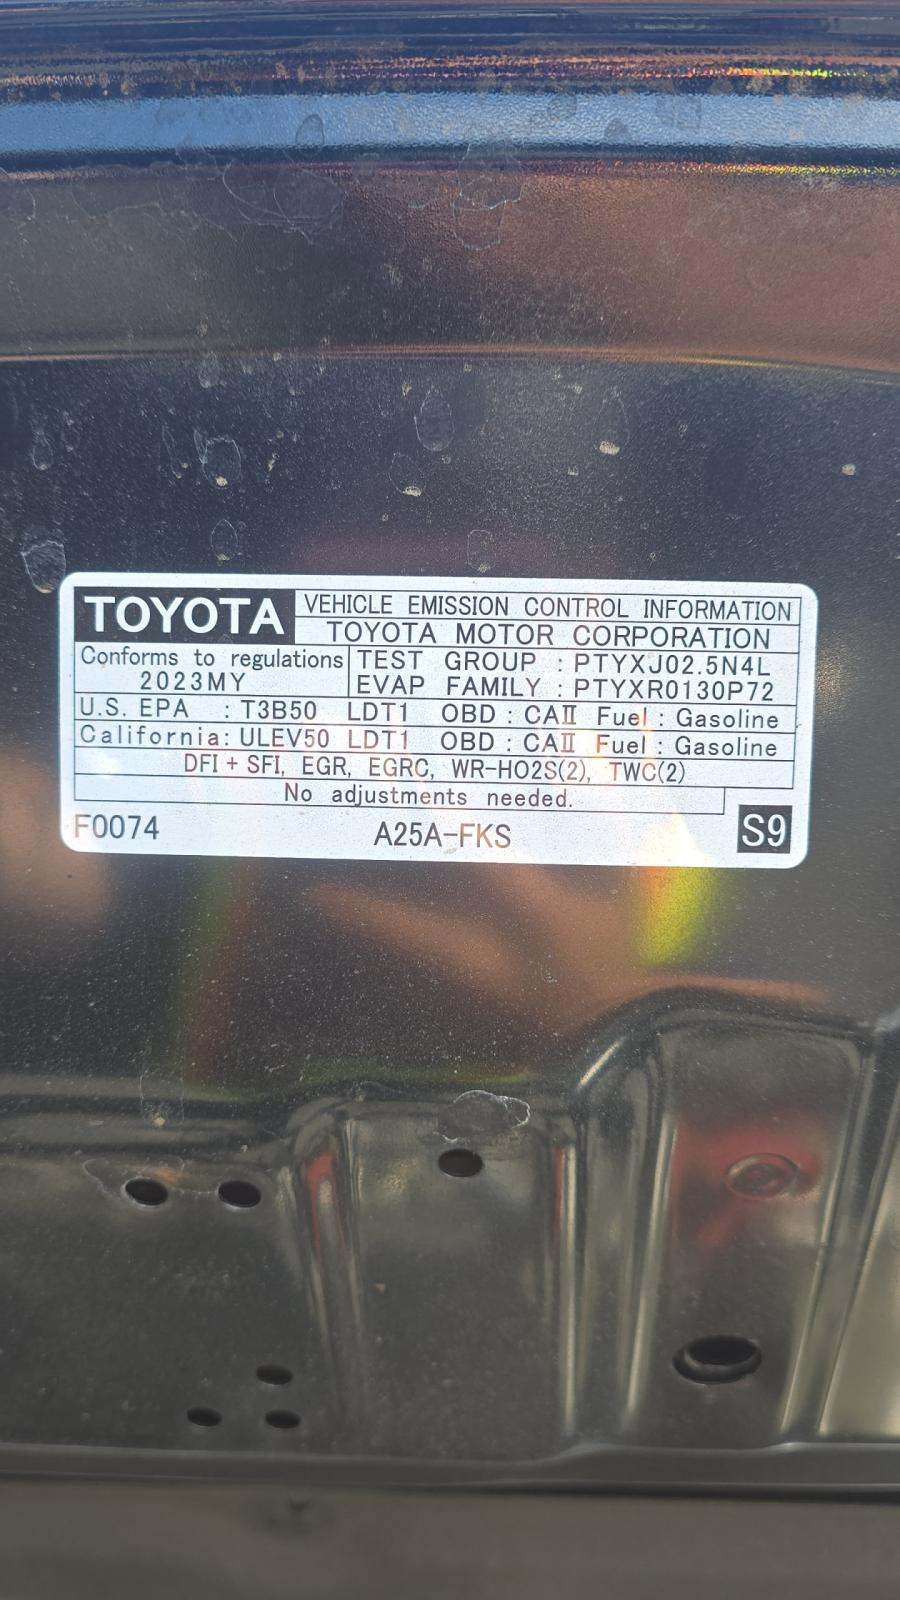 TOYOTA VEHICLE EMISSION CONTROL INFORMATION
TOYOTA MOTOR CORPORATION
Conforms to regulations TEST GROUP : PTYXJ02.5N4L
2023MY EVAP FAMILY : PTYXR0130P72
U.S. EPA : T3B50 LDT1 OBD : CAⅡ Fuel : Gasoline
California : ULEV50 LDT1 OBD : CAⅡ Fuel : Gasoline
DFI + SFI, EGR, EGRC, WR-HO2S(2), TWC(2)
No adjustments needed.
F0074 A25A-FKS S9